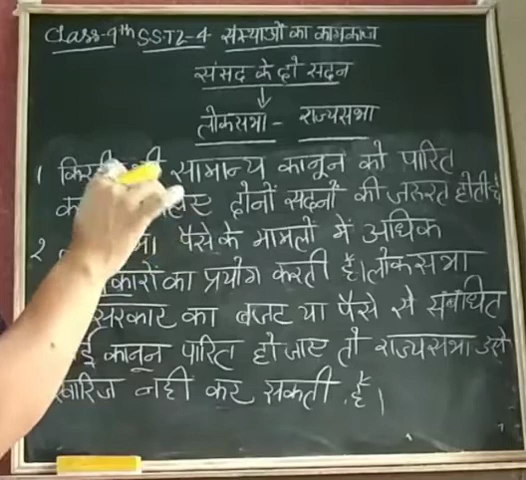 Class-9th SST2-4 संस्थाओं का कामकाज
संसद के दो सदन
लोकसभा - राज्यसभा
1 सामान्य कानून को पारित
दोनों सदनों की जरूरत होती है
2 पैसे के मामलों में अधिक
का प्रयोग करती है। लोकसभा
सरकार का बजट या पैसे से संबंधित
कानून पारित हो जाए तो राज्यसभा उसे
खारिज नहीं कर सकती है।